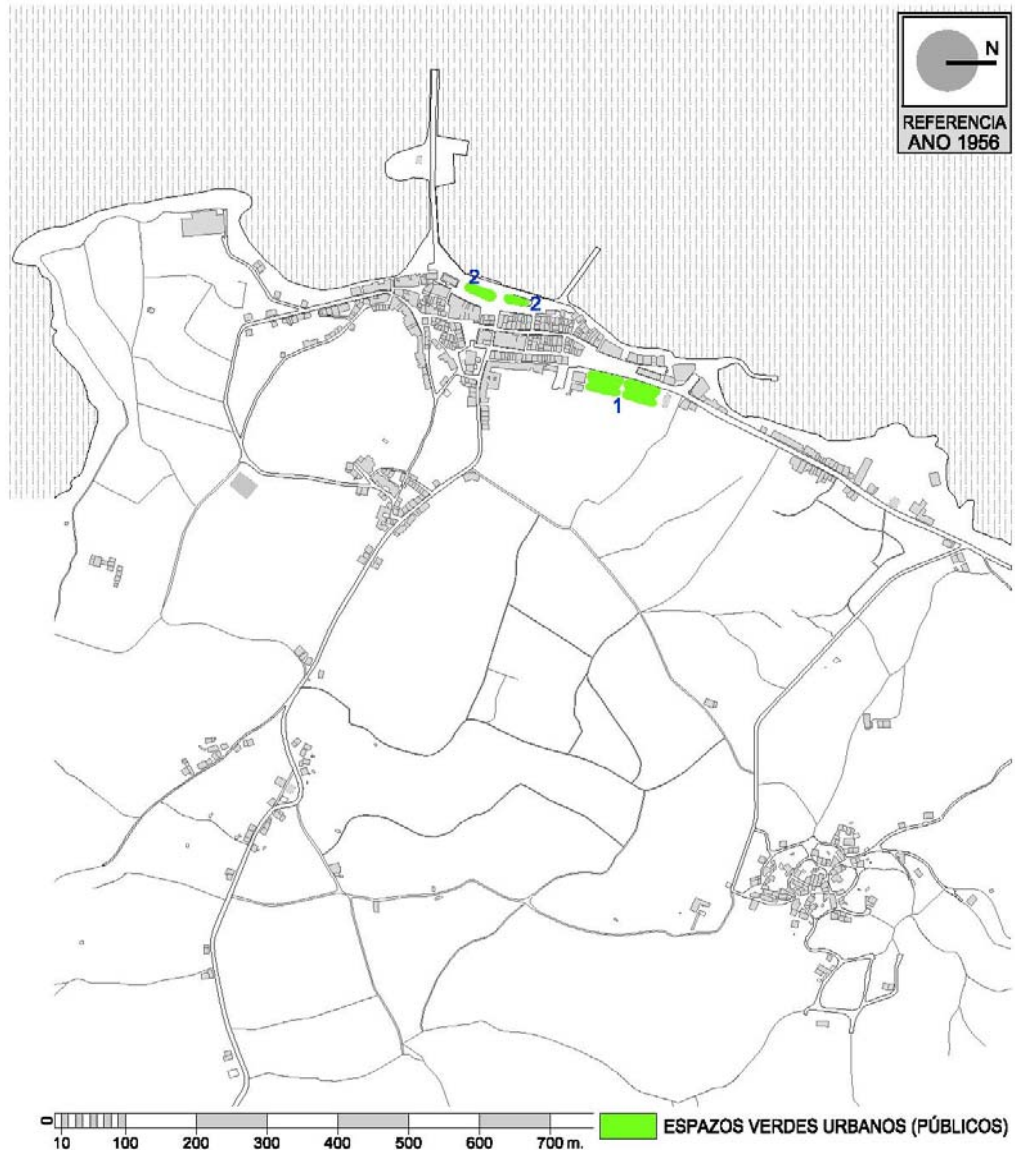 N
REFERENCIA
ANO 1956
2
2
1
0
10 100 200 300 400 500 600 700 m.
ESPAZOS VERDES URBANOS (PÚBLICOS)